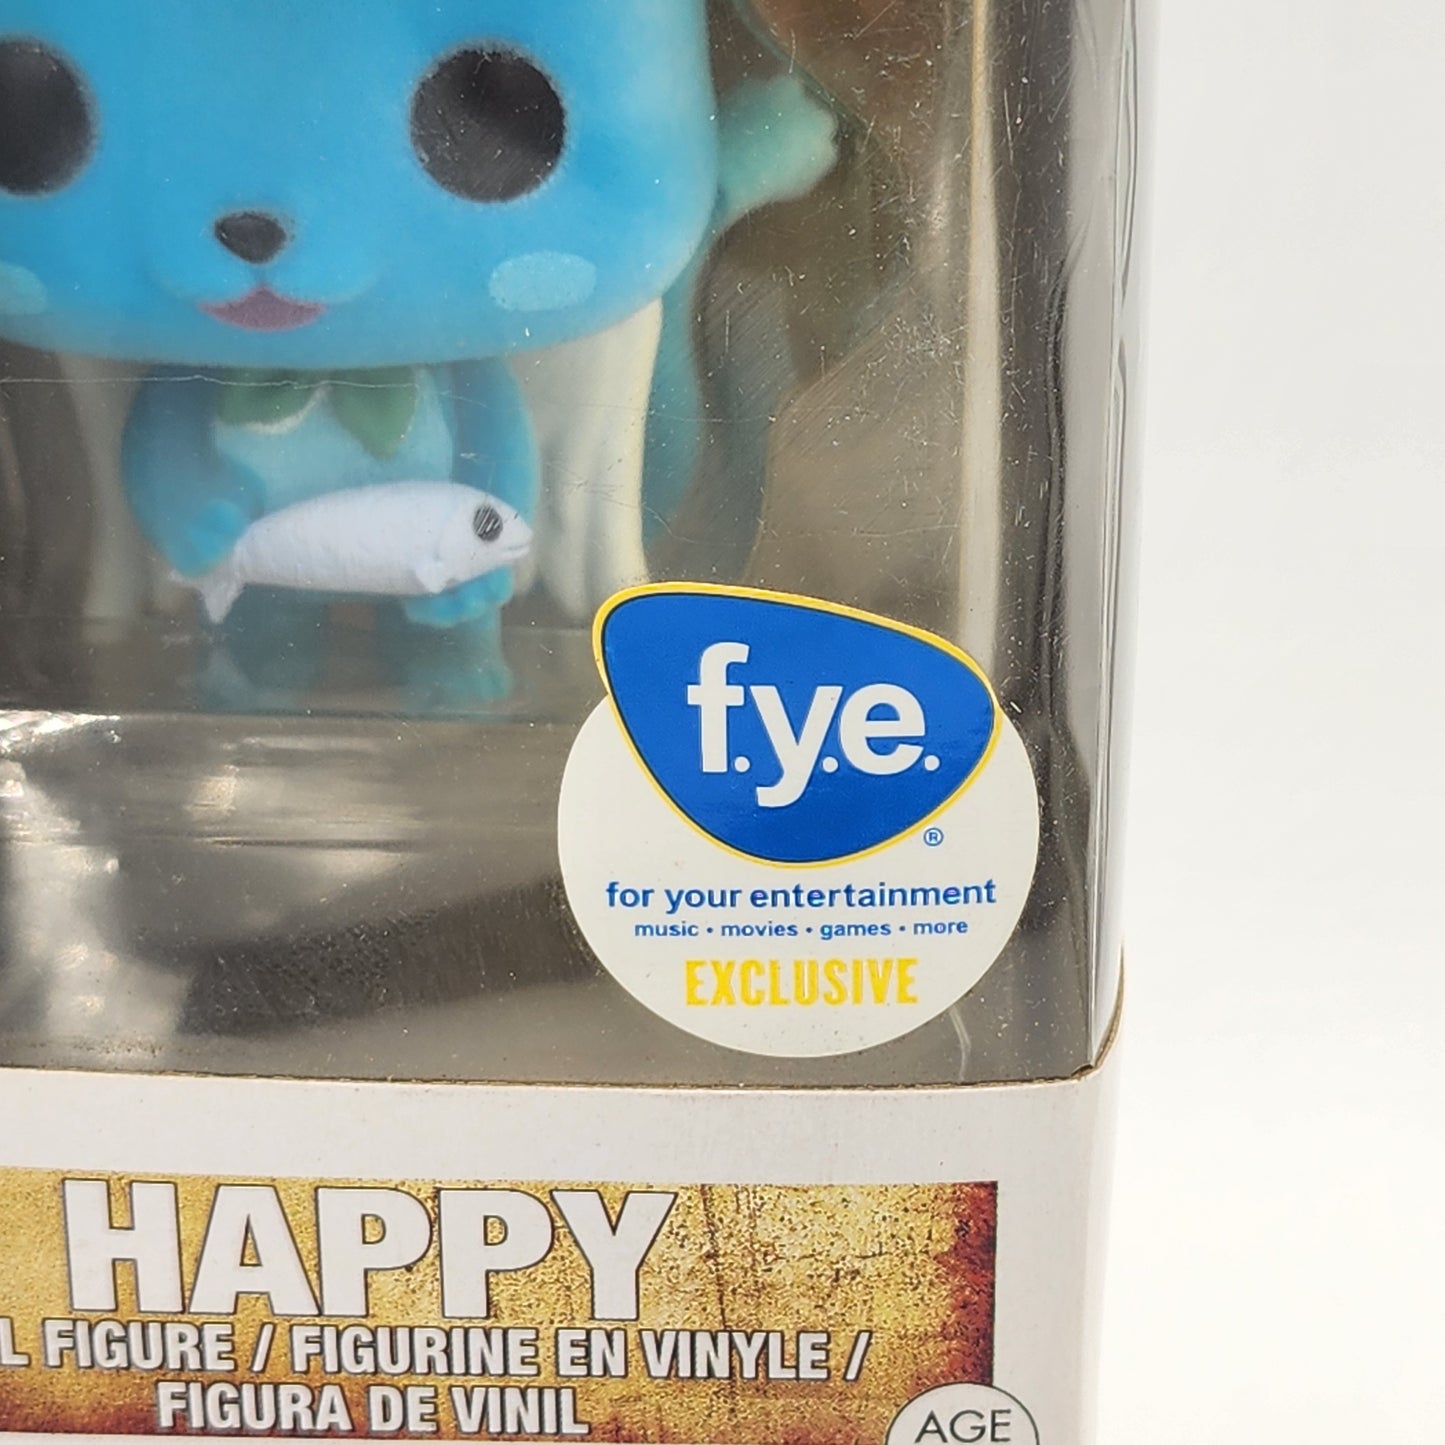 f.y.e.
®
for your entertainment
music • movies • games • more
EXCLUSIVE
HAPPY
L FIGURE / FIGURINE EN VINYLE /
FIGURA DE VINIL
AGE